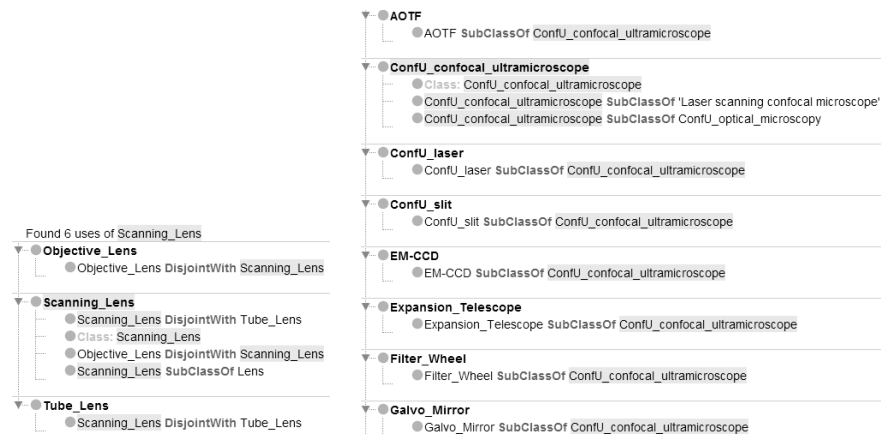 Found 6 uses of Scanning_Lens
Objective_Lens
Objective_Lens DisjointWith Scanning_Lens
Scanning_Lens
Scanning_Lens DisjointWith Tube_Lens
Class: Scanning_Lens
Objective_Lens DisjointWith Scanning_Lens
Scanning_Lens SubClassOf Lens
Tube_Lens
Scanning_Lens DisjointWith Tube_Lens
AOTF
AOTF SubClassOf ConfU_confocal_ultramicroscope
ConfU_confocal_ultramicroscope
Class: ConfU_confocal_ultramicroscope
ConfU_confocal_ultramicroscope SubClassOf 'Laser scanning confocal microscope'
ConfU_confocal_ultramicroscope SubClassOf ConfU_optical_microscopy
ConfU_laser
ConfU_laser SubClassOf ConfU_confocal_ultramicroscope
ConfU_slit
ConfU_slit SubClassOf ConfU_confocal_ultramicroscope
EM-CCD
EM-CCD SubClassOf ConfU_confocal_ultramicroscope
Expansion_Telescope
Expansion_Telescope SubClassOf ConfU_confocal_ultramicroscope
Filter_Wheel
Filter_Wheel SubClassOf ConfU_confocal_ultramicroscope
Galvo_Mirror
Galvo_Mirror SubClassOf ConfU_confocal_ultramicroscope